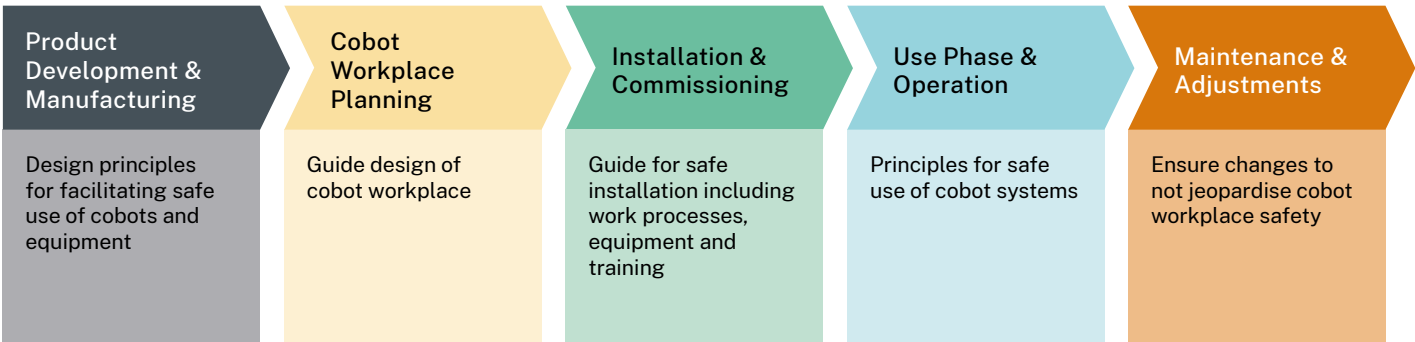 Product
Development &
Manufacturing
Design principles
for facilitating safe
use of cobots and
equipment
Cobot
Workplace
Planning
Guide design of
cobot workplace
Installation &
Commissioning
Guide for safe
installation including
work processes,
equipment and
training
Use Phase &
Operation
Principles for safe
use of cobot systems
Maintenance &
Adjustments
Ensure changes to
not jeopardise cobot
workplace safety